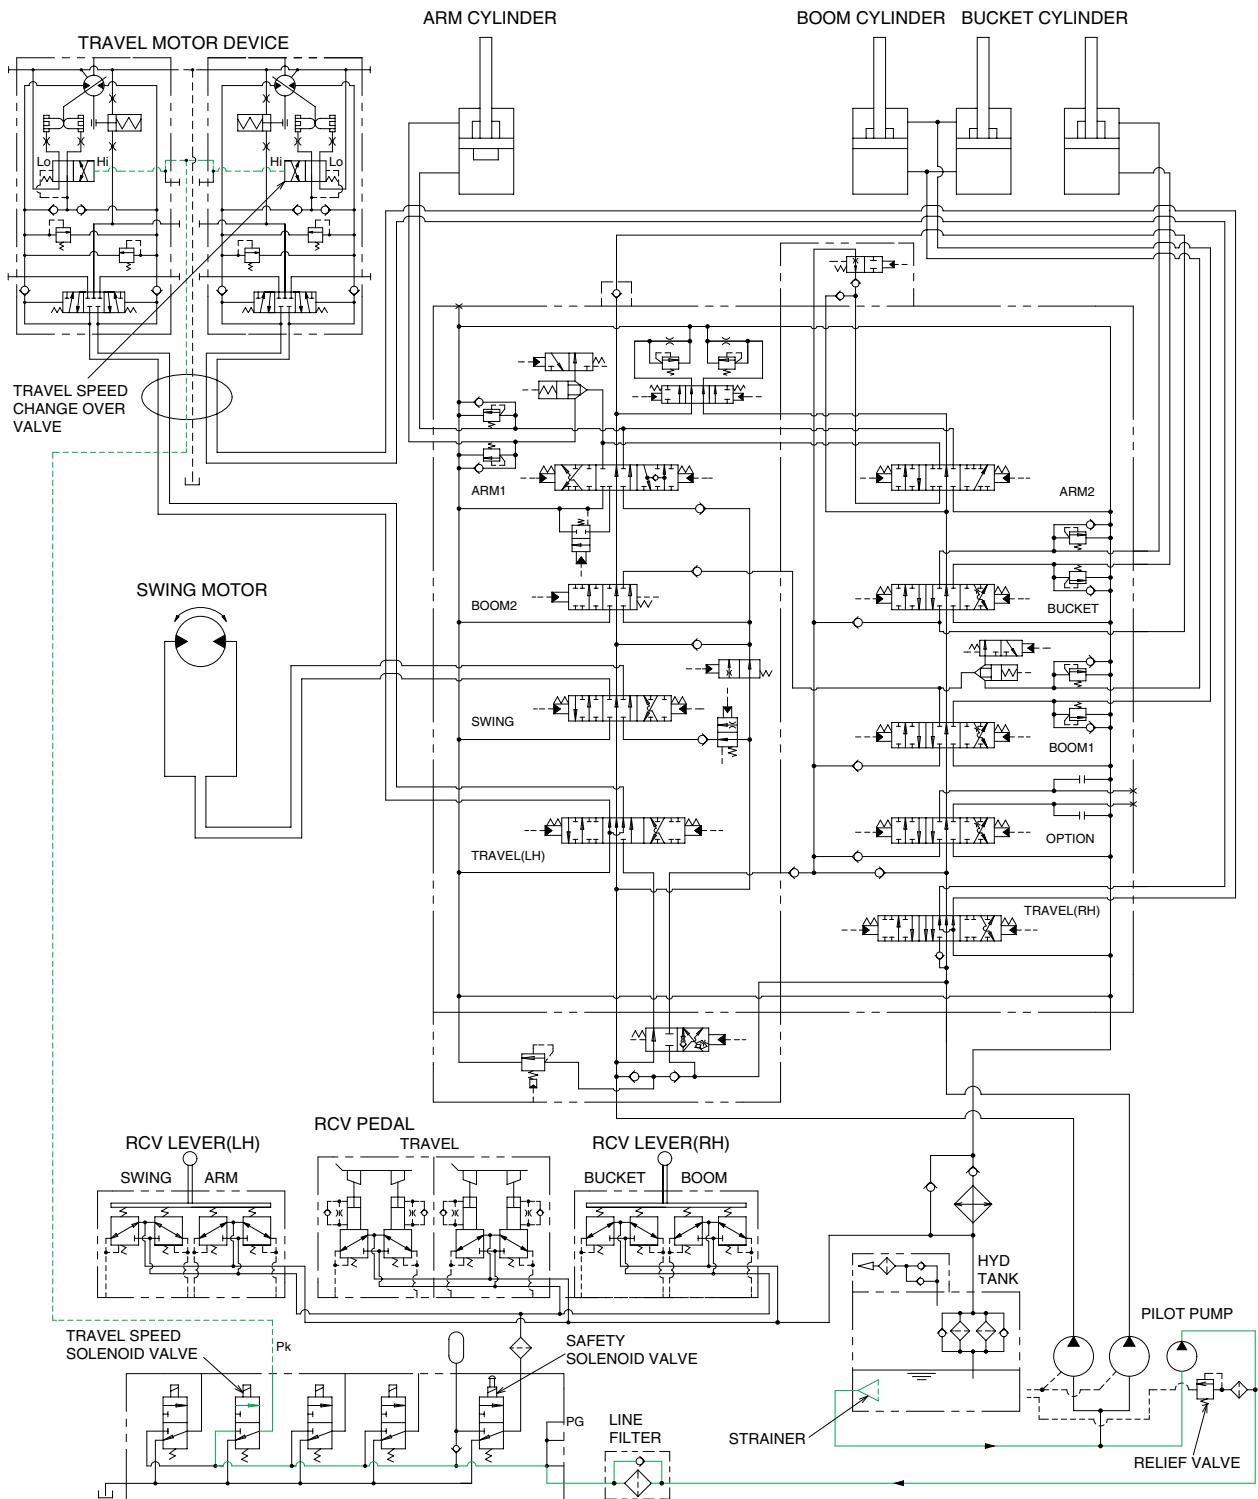 ARM CYLINDER
BOOM CYLINDER
BUCKET CYLINDER
TRAVEL MOTOR DEVICE
Lo
Hi
Hi
Lo
TRAVEL SPEED
CHANGE OVER
VALVE
ARM1
ARM2
BOOM2
BUCKET
SWING MOTOR
SWING
BOOM1
TRAVEL(LH)
OPTION
TRAVEL(RH)
RCV LEVER(LH)
SWING
ARM
RCV PEDAL
TRAVEL
RCV LEVER(RH)
BUCKET
BOOM
HYD
TANK
PILOT PUMP
TRAVEL SPEED
SOLENOID VALVE
Pk
SAFETY
SOLENOID VALVE
PG
LINE
FILTER
STRAINER
RELIEF VALVE